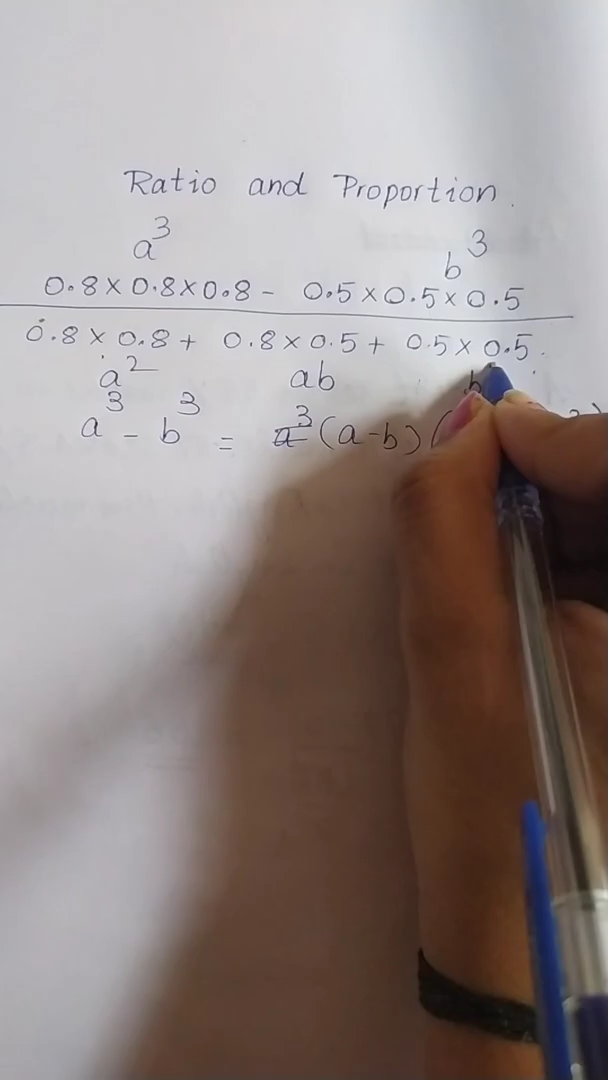 Ratio and Proportion.
a³ b³
0.8×0.8×0.8 - 0.5×0.5×0.5
0.8×0.8+ 0.8×0.5+ 0.5×0.5.
a² ab b
a³ - b³ = a³ (a-b) (